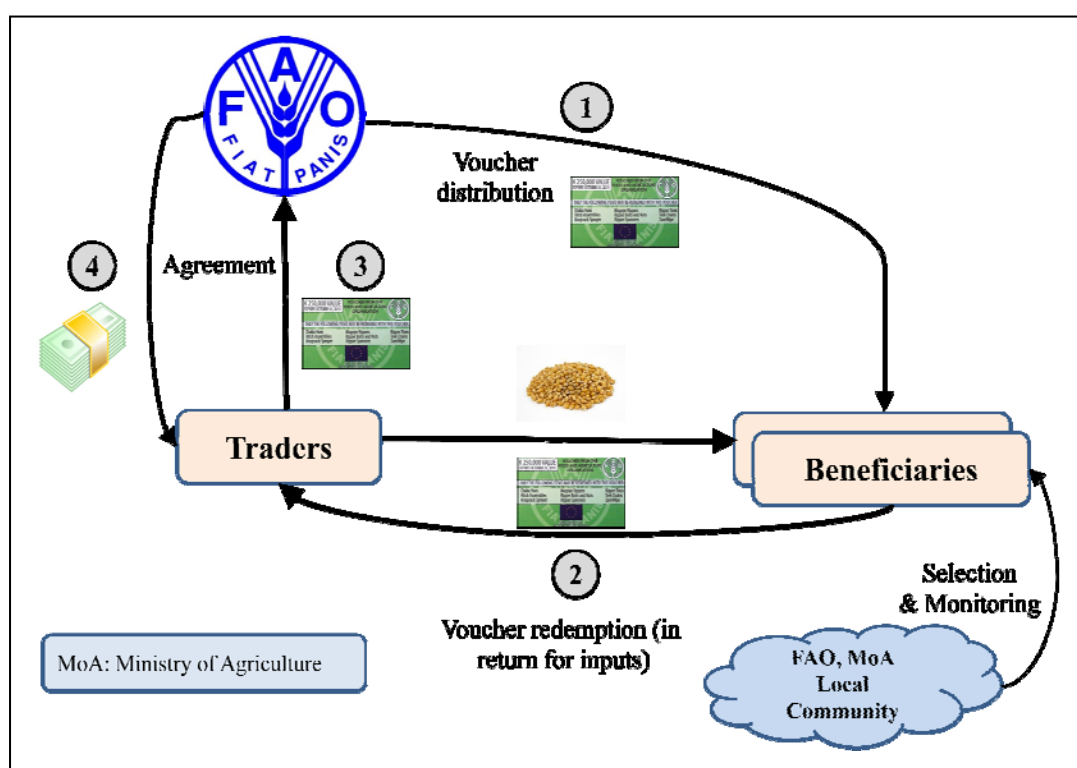 F A O
FIAT PANIS
1
Voucher
distribution
4
Agreement
3
Traders
Beneficiaries
2
Voucher redemption (in
return for inputs)
Selection
& Monitoring
MoA: Ministry of Agriculture
FAO, MoA
Local
Community